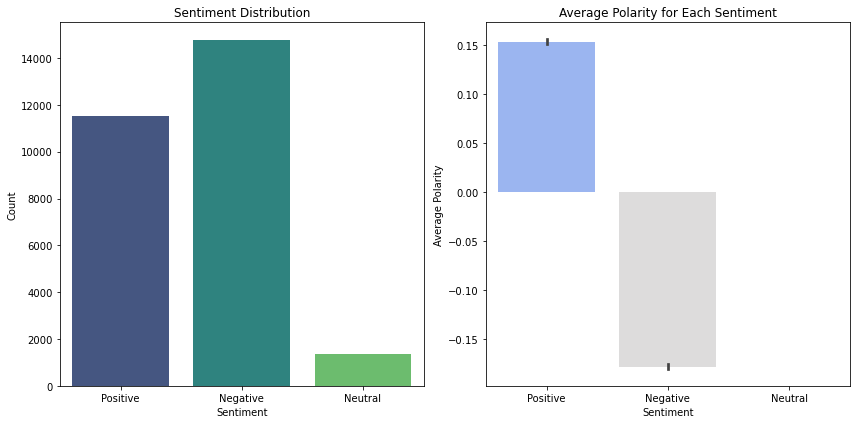 Sentiment Distribution
Count
14000
12000
10000
8000
6000
4000
2000
0
Positive
Negative
Neutral
Sentiment
Average Polarity for Each Sentiment
Average Polarity
0.15
0.10
0.05
0.00
−0.05
−0.10
−0.15
Positive
Negative
Neutral
Sentiment